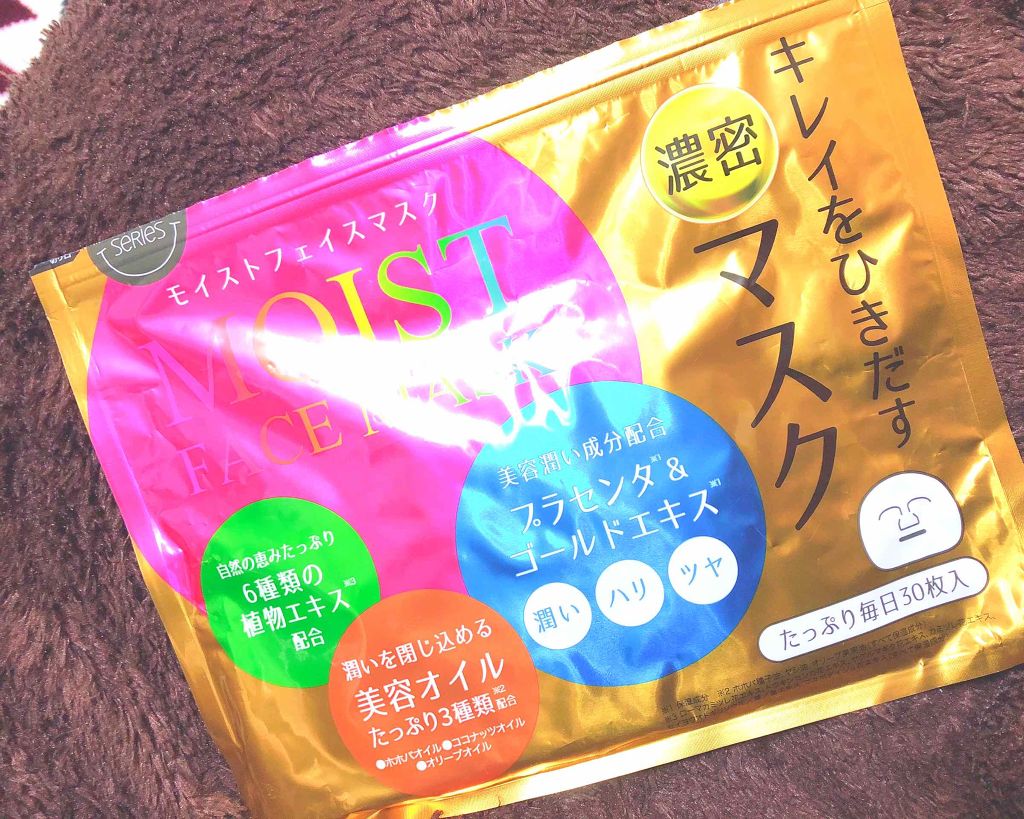 SERIES
モイストフェイスマスク
MOIST
FACE MASK
キレイをひきだす
濃密
マスク
美容潤い成分配合
プラセンタ※1&
ゴールドエキス※1
潤い
ハリ
ツヤ
自然の恵みたっぷり
6種類の※3
植物エキス
配合
潤いを閉じ込める
美容オイル
たっぷり3種類※2配合
●ホホバオイル●ココナッツオイル
●オリーブオイル
たっぷり毎日30枚入